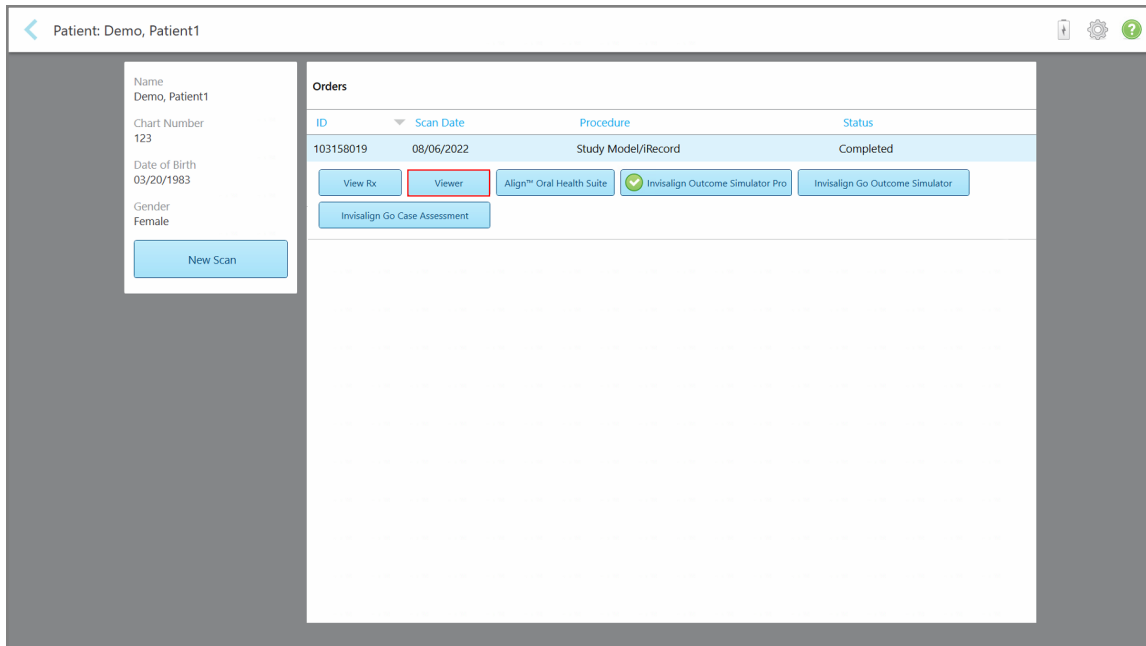 Patient: Demo, Patient1
Name
Demo, Patient1
Chart Number
123
Date of Birth
03/20/1983
Gender
Female
New Scan
Orders
ID Scan Date Procedure Status
103158019 08/06/2022 Study Model/iRecord Completed
View Rx Viewer Align™ Oral Health Suite Invisalign Outcome Simulator Pro Invisalign Go Outcome Simulator
Invisalign Go Case Assessment